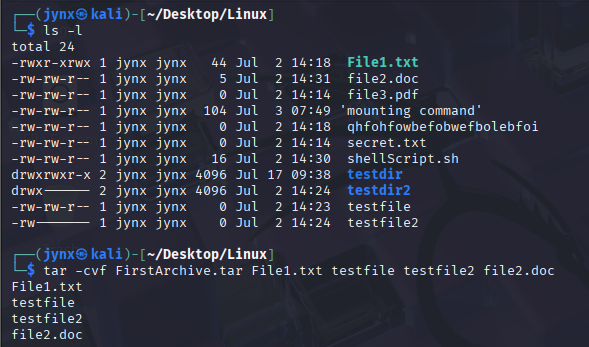 ┌──(jynx㉿kali)-[~/Desktop/Linux]
└─$ ls -l
total 24
-rwxr-xrwx 1 jynx jynx   44 Jul  2 14:18  File1.txt
-rw-rw-r-- 1 jynx jynx    5 Jul  2 14:31  file2.doc
-rw-rw-r-- 1 jynx jynx    0 Jul  2 14:14  file3.pdf
-rw-rw-r-- 1 jynx jynx  104 Jul  3 07:49 'mounting command'
-rw-rw-r-- 1 jynx jynx    0 Jul  2 14:18  qhfohfowbefobwefbolebfoi
-rw-rw-r-- 1 jynx jynx    0 Jul  2 14:14  secret.txt
-rw-rw-r-- 1 jynx jynx   16 Jul  2 14:30  shellScript.sh
drwxrwxr-x 2 jynx jynx 4096 Jul 17 09:38  testdir
drwx------ 2 jynx jynx 4096 Jul  2 14:24  testdir2
-rw-rw-r-- 1 jynx jynx    0 Jul  2 14:23  testfile
-rw------- 1 jynx jynx    0 Jul  2 14:24  testfile2
┌──(jynx㉿kali)-[~/Desktop/Linux]
└─$ tar -cvf FirstArchive.tar File1.txt testfile testfile2 file2.doc
File1.txt
testfile
testfile2
file2.doc